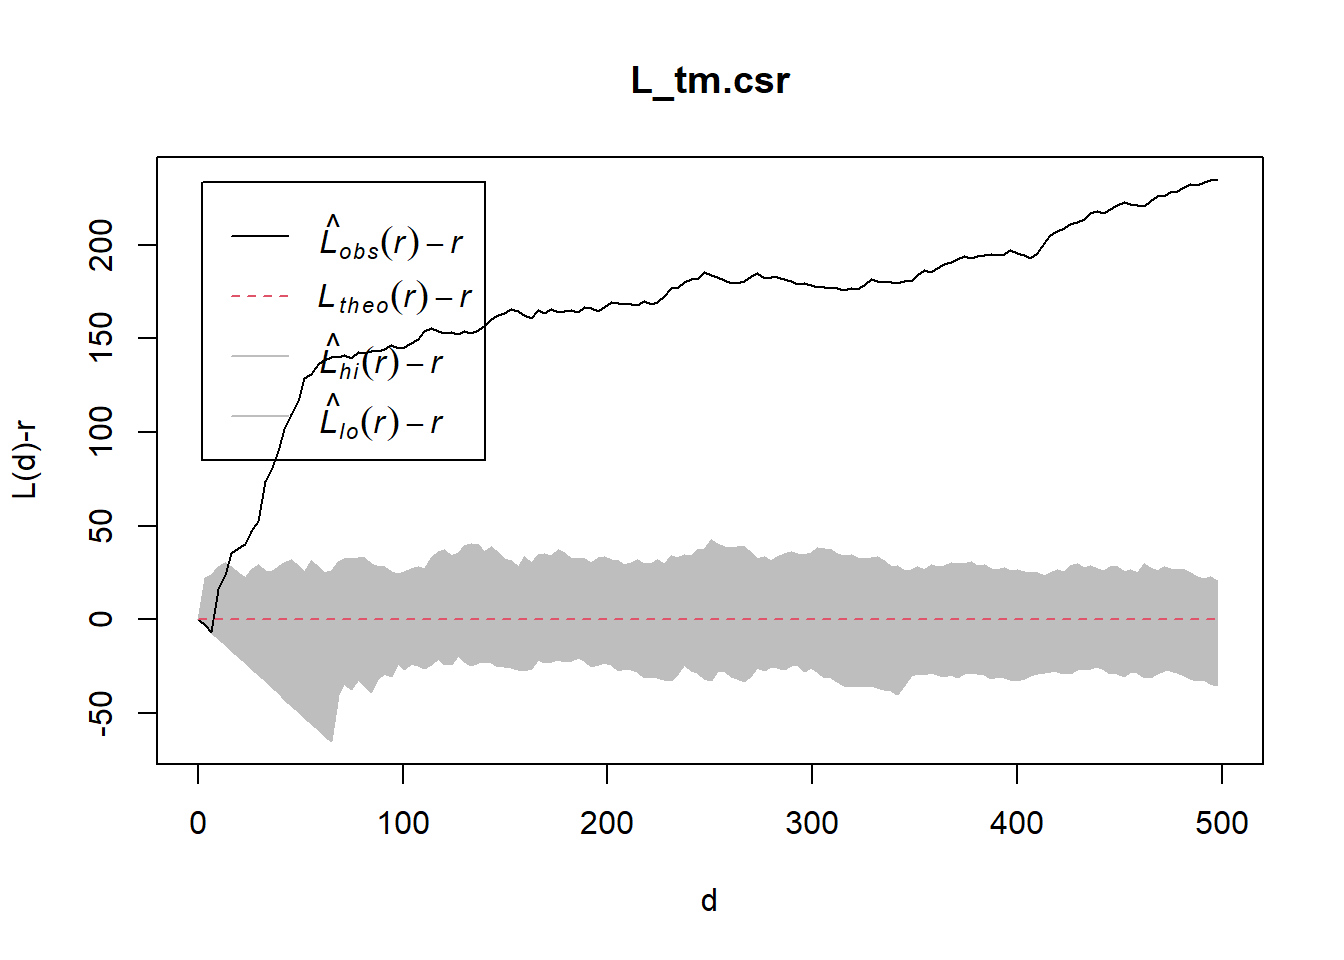 L_tm.csr
L̂obs(r) − r
Ltheo(r) − r
L̂hi(r) − r
L̂lo(r) − r
L(d)-r
200
150
100
50
0
-50
0 100 200 300 400 500
d